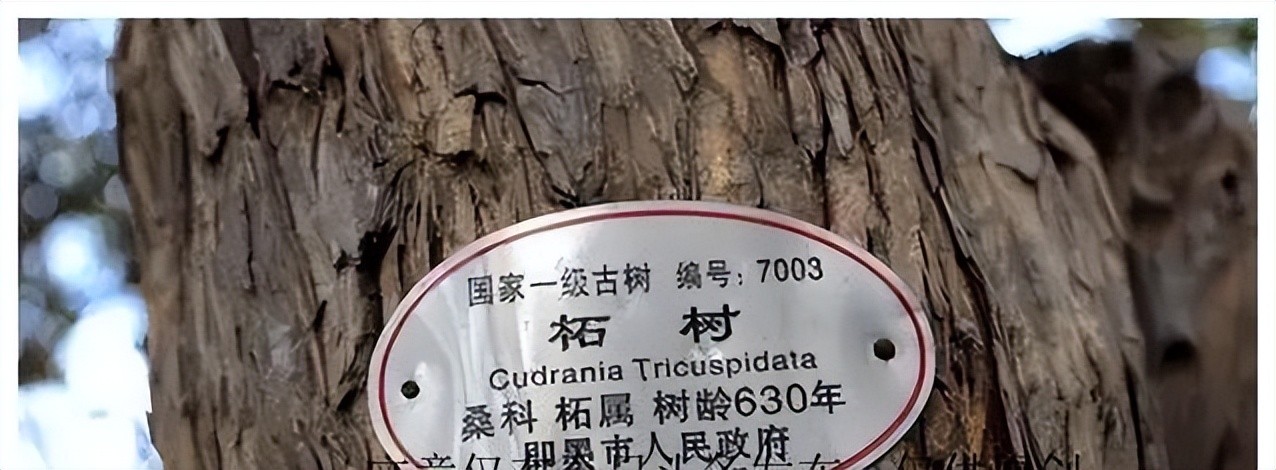 国家一级古树 编号：7003
柘 树
Cudrania Tricuspidata
桑科 柘属 树龄630年
即墨市人民政府